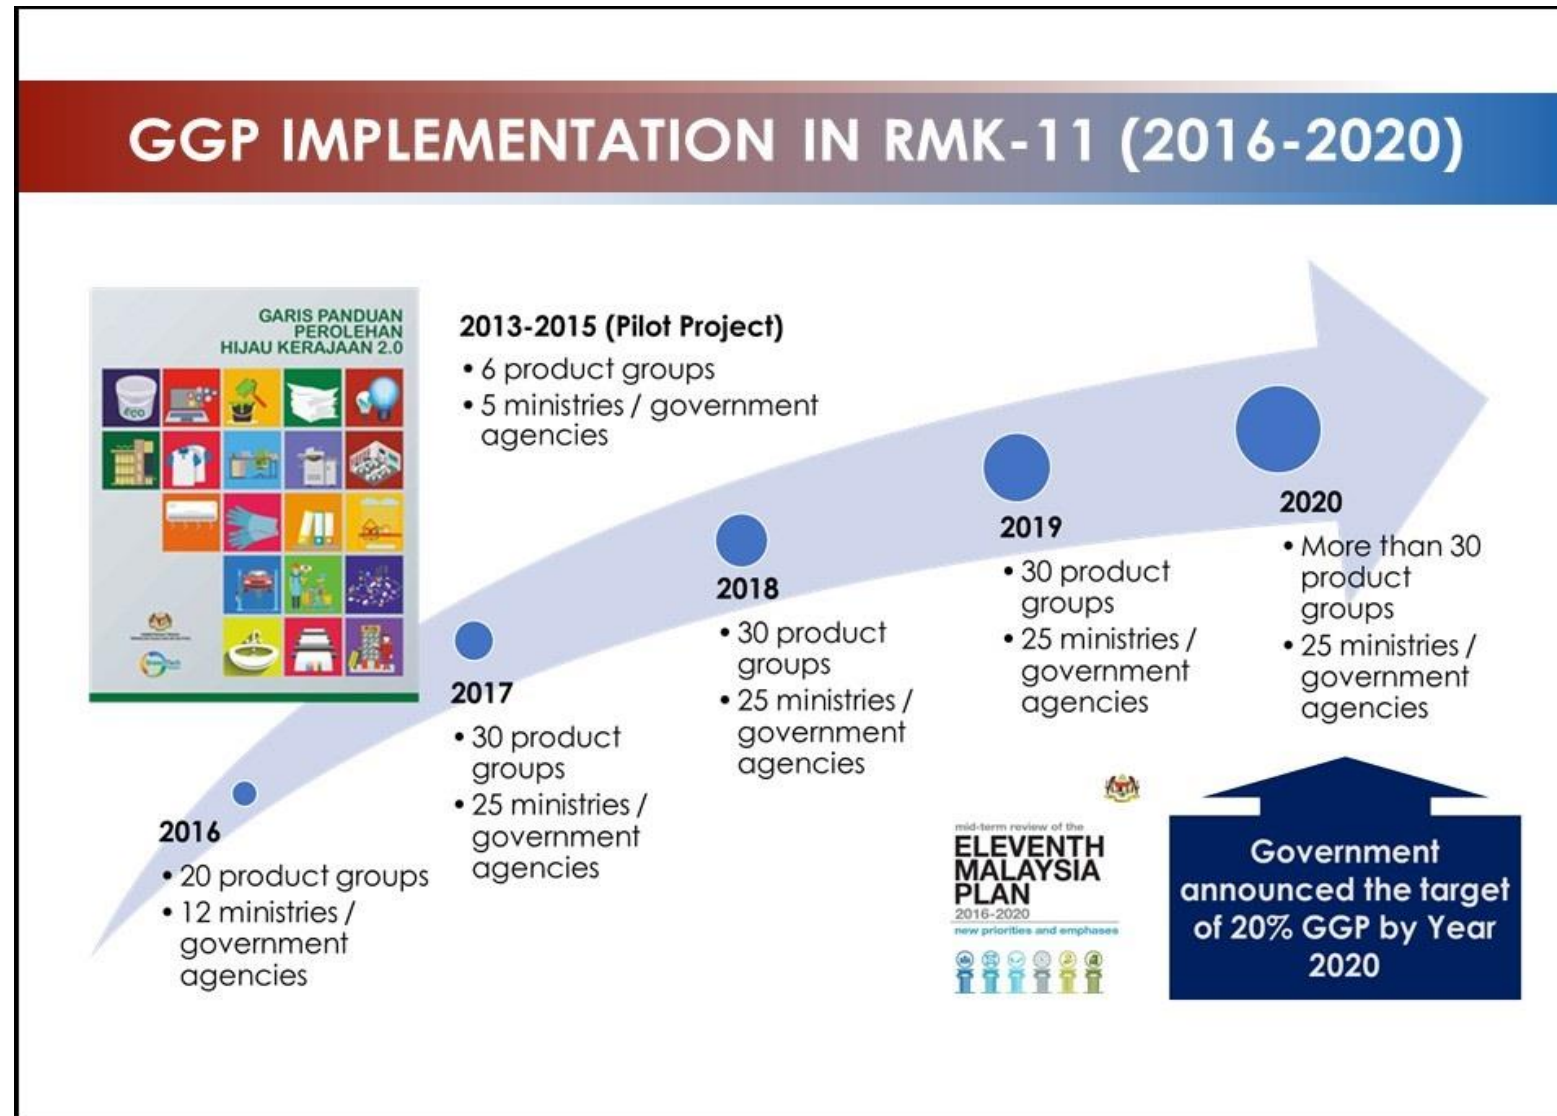 GGP IMPLEMENTATION IN RMK-11 (2016-2020)
GARIS PANDUAN
PEROLEHAN
HIJAU KERAJAAN 2.0
eco
2013-2015 (Pilot Project)
• 6 product groups
• 5 ministries / government
agencies
2016
• 20 product groups
• 12 ministries /
government
agencies
2017
• 30 product
groups
• 25 ministries /
government
agencies
2018
• 30 product
groups
• 25 ministries /
government
agencies
2019
• 30 product
groups
• 25 ministries /
government
agencies
2020
• More than 30
product
groups
• 25 ministries /
government
agencies
mid-term review of the
ELEVENTH
MALAYSIA
PLAN
2016-2020
new priorities and emphases
Government
announced the target
of 20% GGP by Year
2020